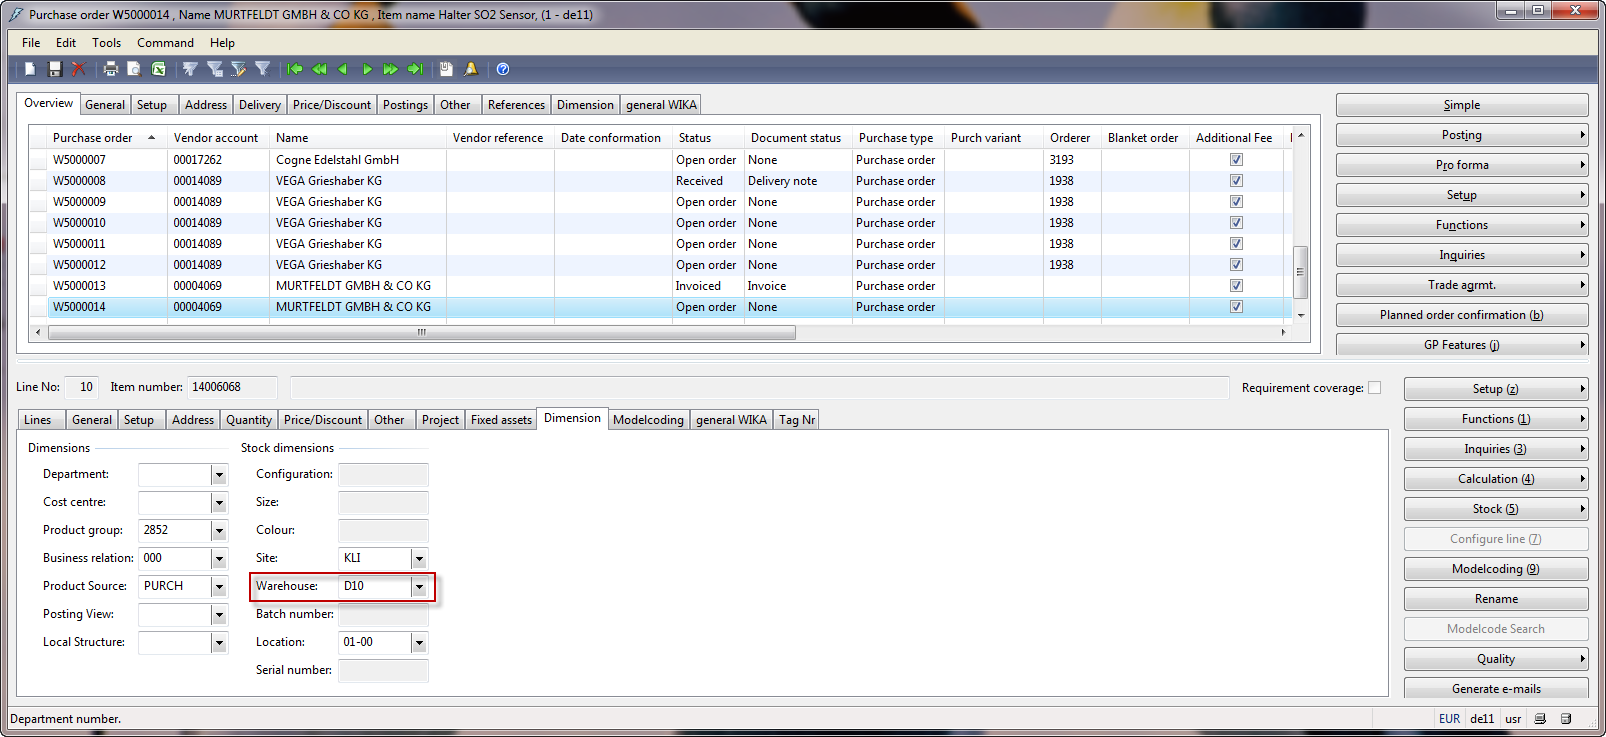 Purchase order W5000014 , Name MURTFELDT GMBH & CO KG , Item name Halter SO2 Sensor, (1 - de11)
File Edit Tools Command Help
Overview General Setup Address Delivery Price/Discount Postings Other References Dimension general WIKA
Purchase order Vendor account Name Vendor reference Date conformation Status Document status Purchase type Purch variant Orderer Blanket order Additional Fee
W5000007 00017262 Cogne Edelstahl GmbH Open order None Purchase order 3193
W5000008 00014089 VEGA Grieshaber KG Received Delivery note Purchase order 1938
W5000009 00014089 VEGA Grieshaber KG Open order None Purchase order 1938
W5000010 00014089 VEGA Grieshaber KG Open order None Purchase order 1938
W5000011 00014089 VEGA Grieshaber KG Open order None Purchase order 1938
W5000012 00014089 VEGA Grieshaber KG Open order None Purchase order 1938
W5000013 00004069 MURTFELDT GMBH & CO KG Invoiced Invoice Purchase order
W5000014 00004069 MURTFELDT GMBH & CO KG Open order None Purchase order
Simple
Posting
Pro forma
Setup
Functions
Inquiries
Trade agrmt.
Planned order confirmation (b)
GP Features (j)
Line No: 10 Item number: 14006068 Requirement coverage:
Lines General Setup Address Quantity Price/Discount Other Project Fixed assets Dimension Modelcoding general WIKA Tag Nr
Dimensions
Department:
Cost centre:
Product group: 2852
Business relation: 000
Product Source: PURCH
Posting View:
Local Structure:
Stock dimensions
Configuration:
Size:
Colour:
Site: KLI
Warehouse: D10
Batch number:
Location: 01-00
Serial number:
Setup (z)
Functions (1)
Inquiries (3)
Calculation (4)
Stock (5)
Configure line (7)
Modelcoding (9)
Rename
Modelcode Search
Quality
Generate e-mails
Department number. EUR de11 usr